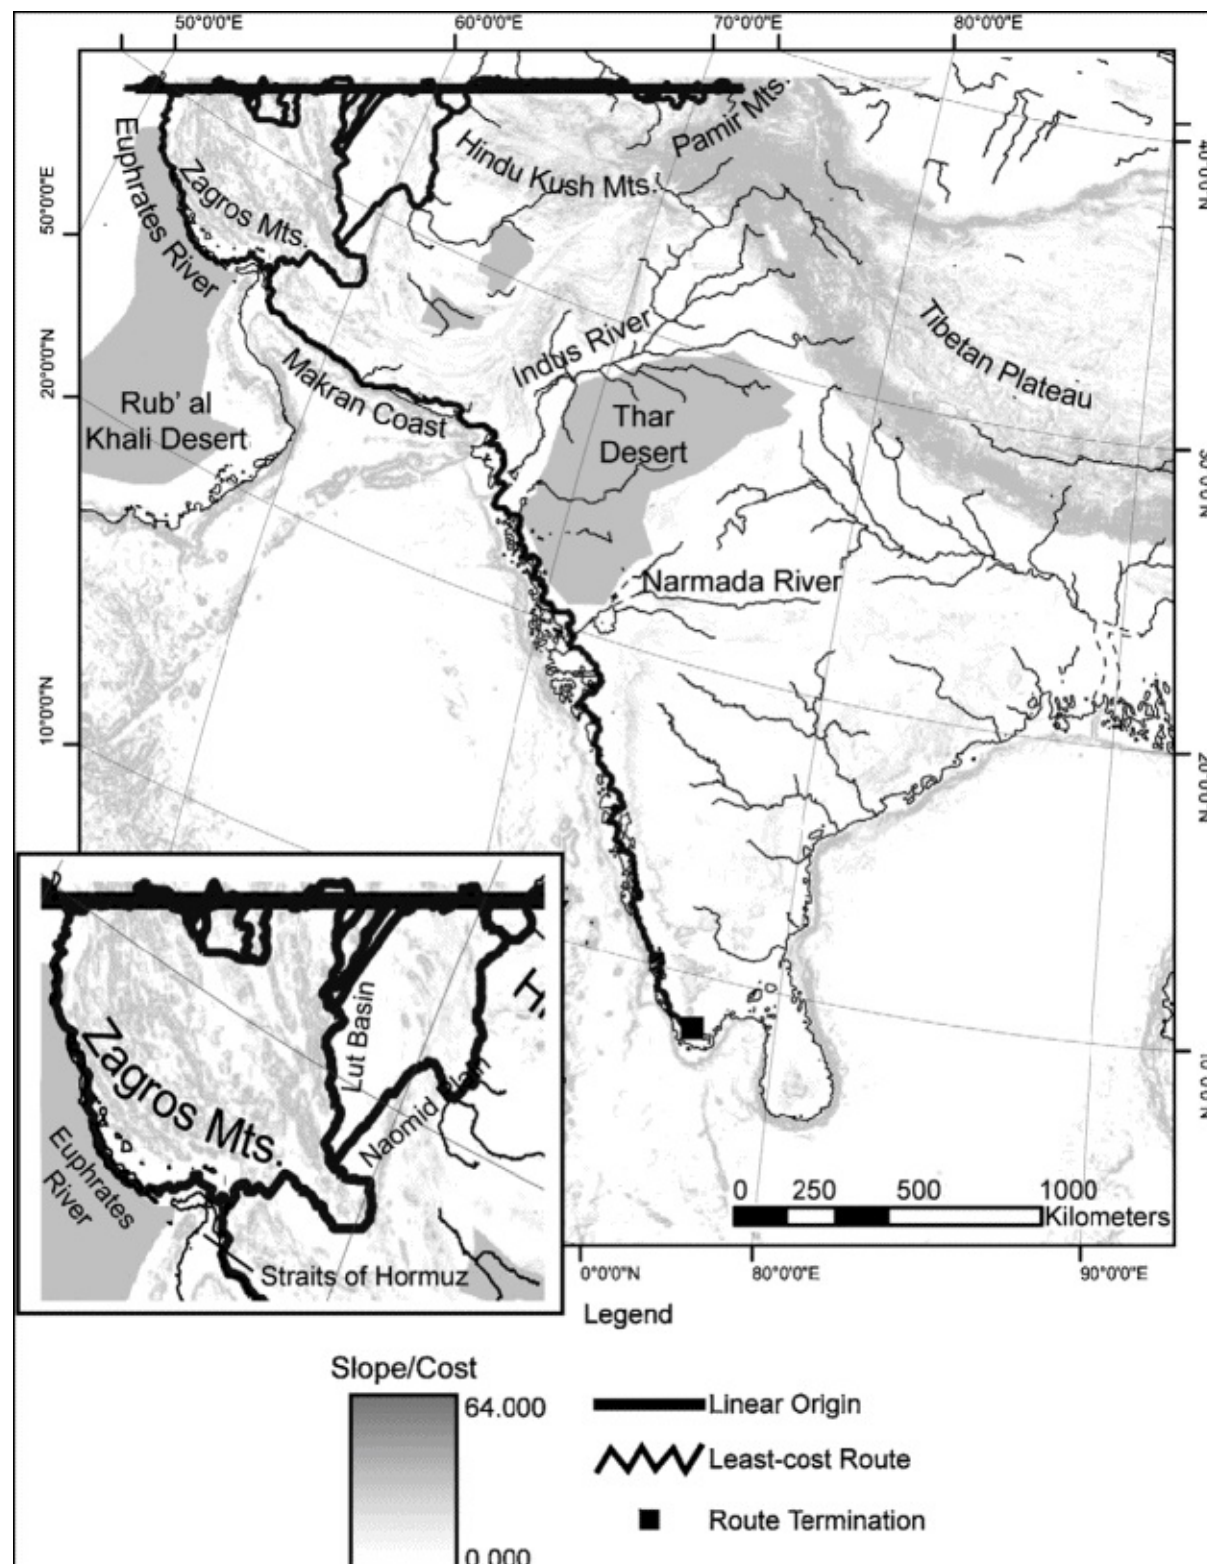 50°0'0"E
60°0'0"E
70°0'0"E
80°0'0"E
50°0'0"E
20°0'0"N
10°0'0"N
40°0'0"N
30°0'0"N
20°0'0"N
10°0'0"N
Pamir Mts.
Hindu Kush Mts.
Zagros Mts.
Euphrates River
Tibetan Plateau
Indus River
Makran Coast
Rub' al
Khali Desert
Thar
Desert
Narmada River
Lut Basin
Zagros Mts.
Naomid Plain
H
Euphrates
River
Straits of Hormuz
0 250 500 1000
Kilometers
N
0°0'0"N
80°0'0"E
90°0'0"E
Legend
Slope/Cost
64.000
0.000
Linear Origin
Least-cost Route
Route Termination